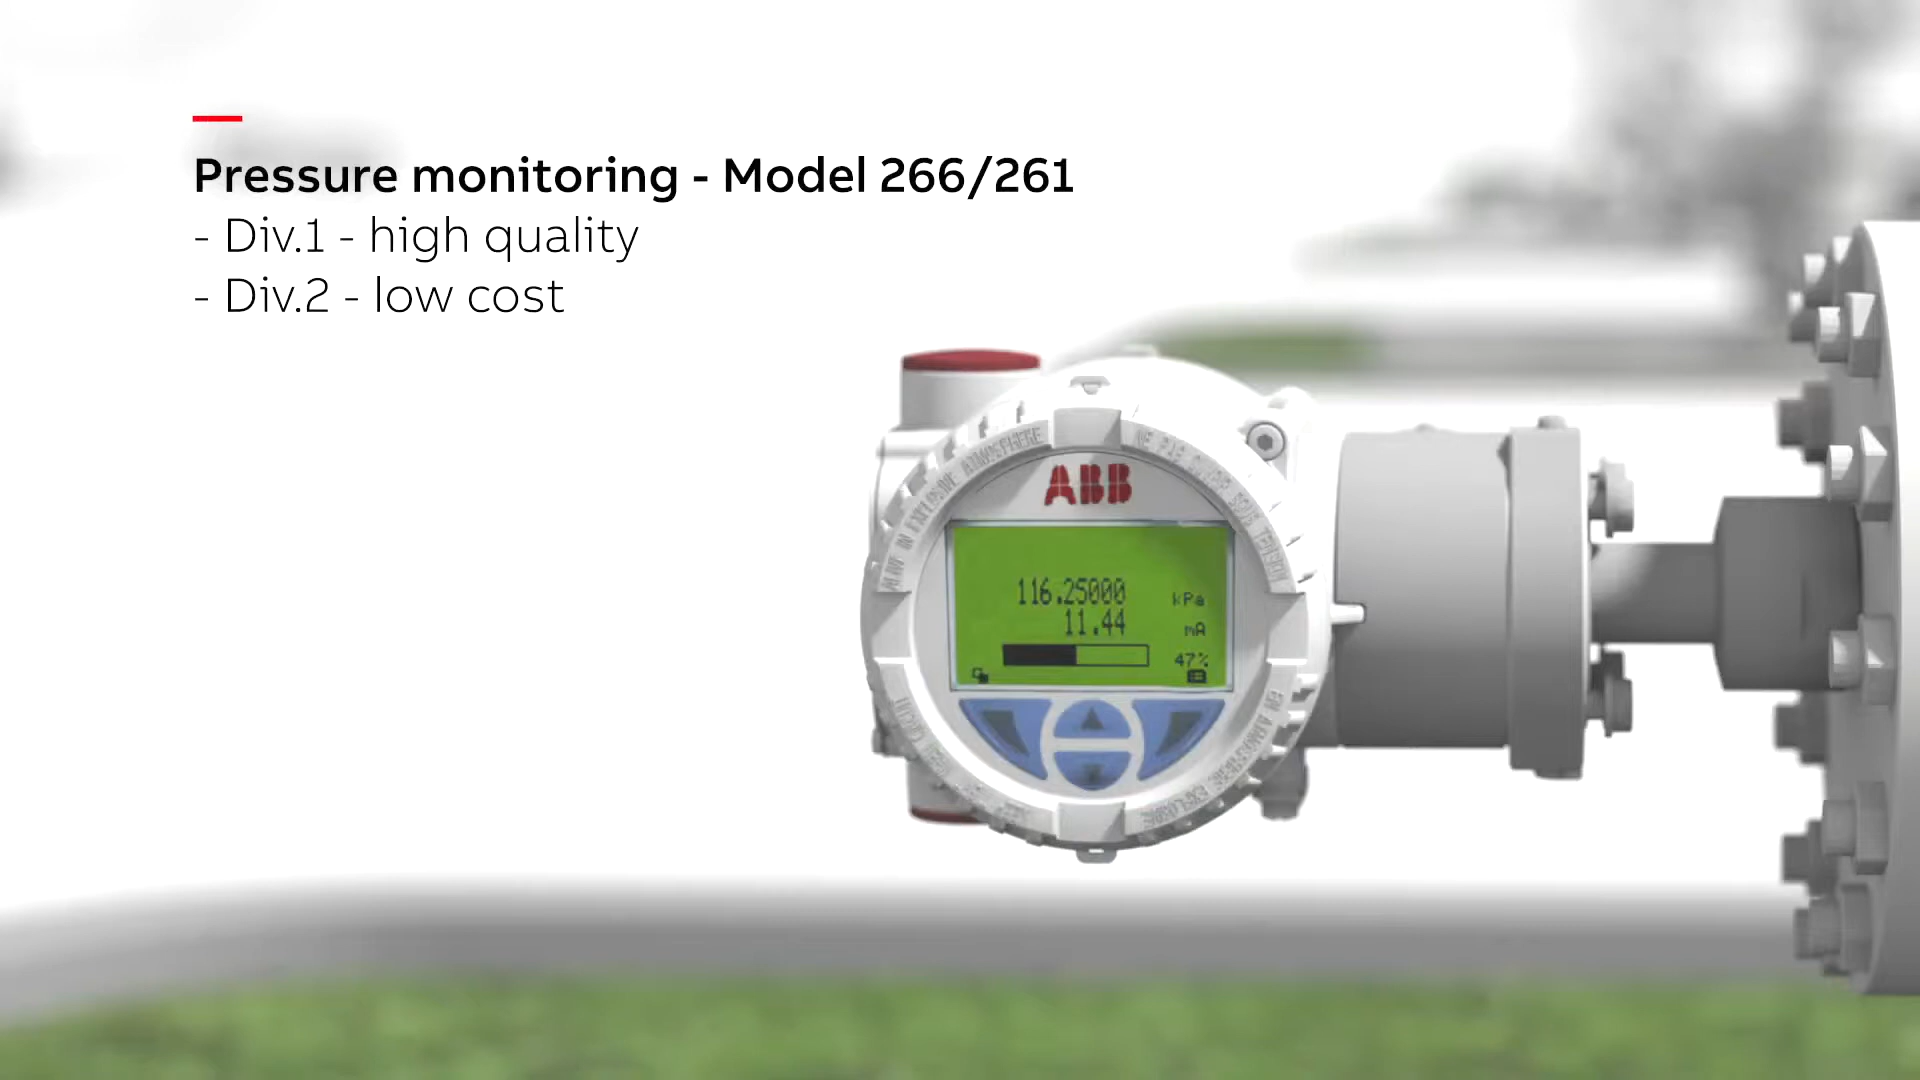 Pressure monitoring - Model 266/261
- Div.1 - high quality
- Div.2 - low cost
ABB
116.25000 kPa
11.44 mA
47%
ATMOSPHERE